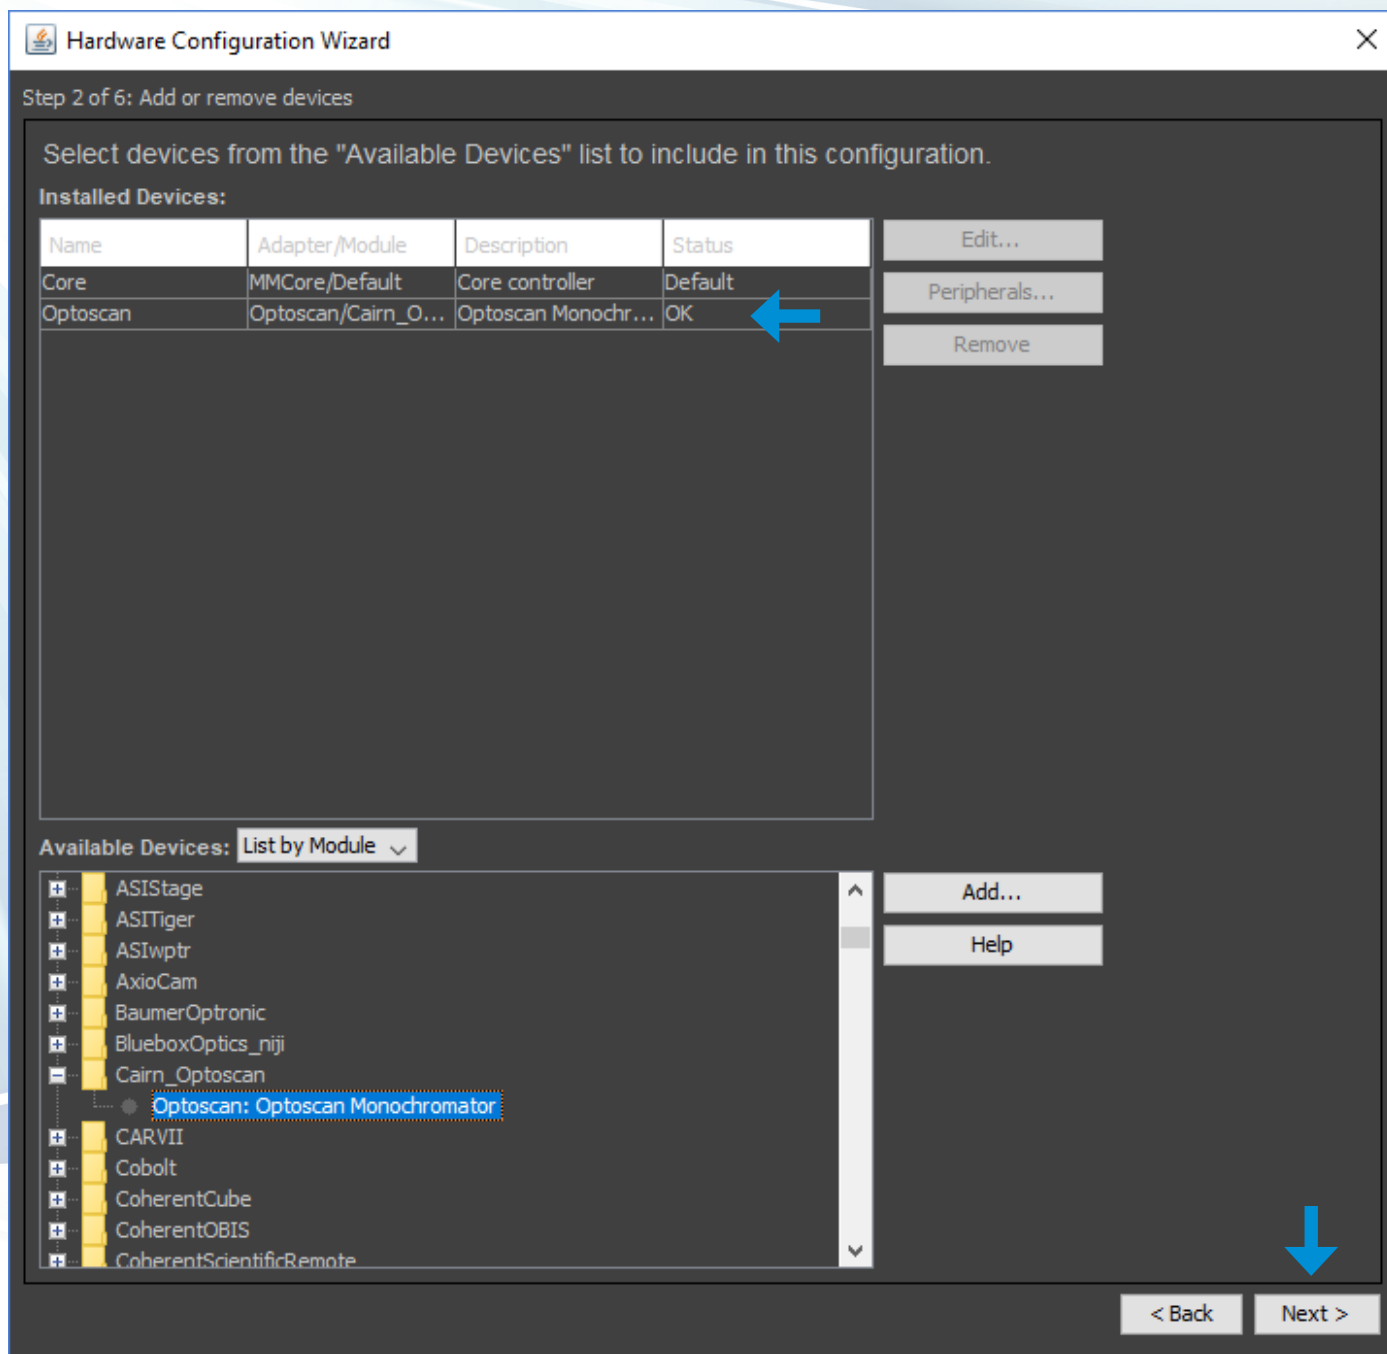 Hardware Configuration Wizard
Step 2 of 6: Add or remove devices
Select devices from the "Available Devices" list to include in this configuration.
Installed Devices:
Name Adapter/Module Description Status
Core MMCore/Default Core controller Default
Optoscan Optoscan/Cairn_O... Optoscan Monochr... OK
Edit...
Peripherals...
Remove
Available Devices: List by Module
ASIStage
ASITiger
ASIwptr
AxioCam
BaumerOptronic
BlueboxOptics_niji
Cairn_Optoscan
Optoscan: Optoscan Monochromator
CARVII
Cobolt
CoherentCube
CoherentOBIS
CoherentScientificRemote
Add...
Help
< Back Next >